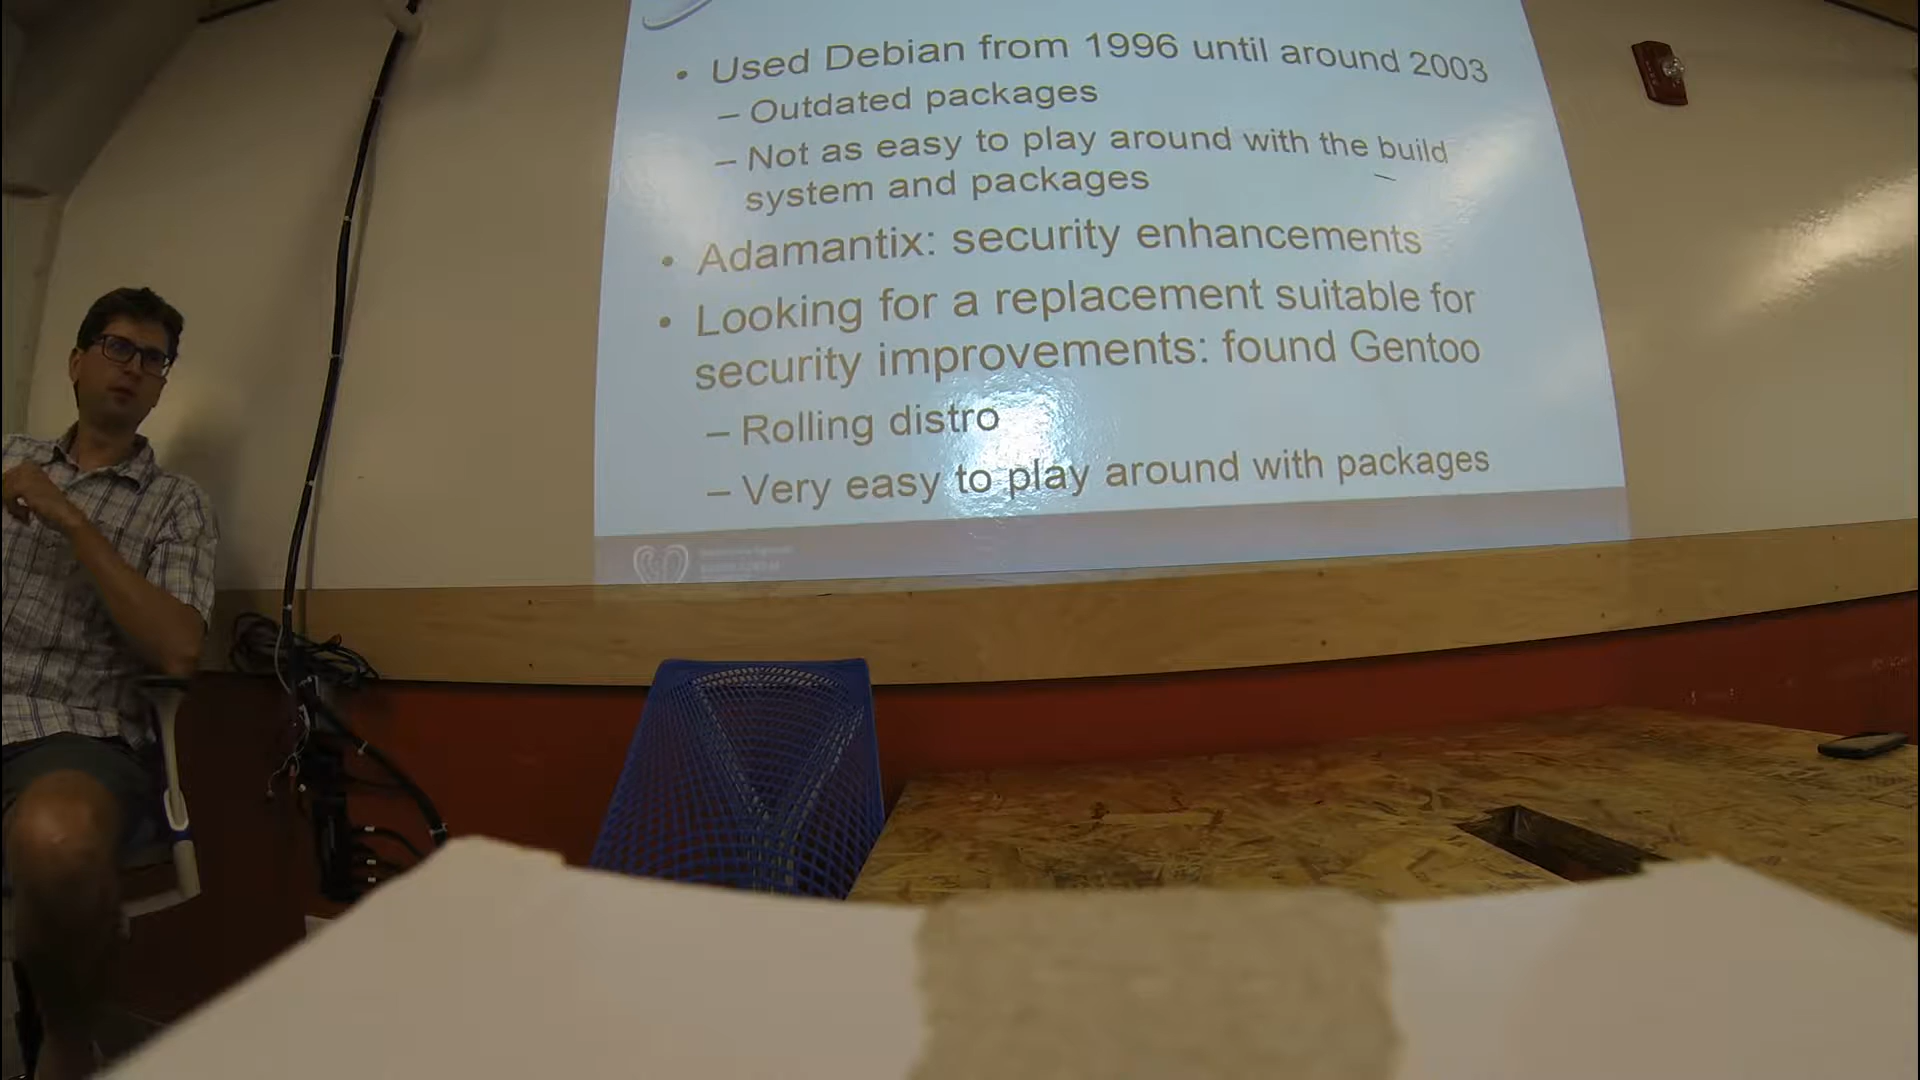 • Used Debian from 1996 until around 2003
– Outdated packages
– Not as easy to play around with the build
system and packages
• Adamantix: security enhancements
• Looking for a replacement suitable for
security improvements: found Gentoo
– Rolling distro
– Very easy to play around with packages